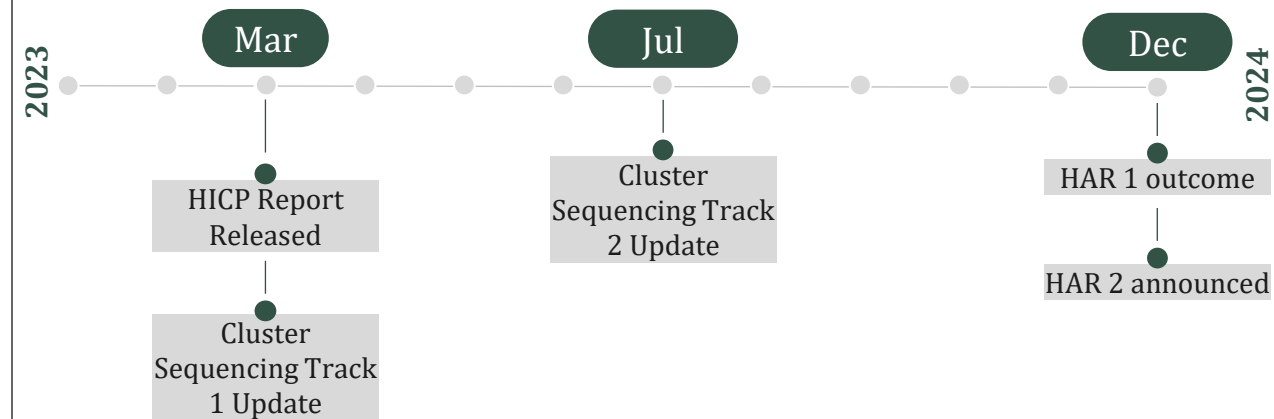 2023
Mar
Jul
Dec
2024
HICP Report
Released
Cluster
Sequencing Track
1 Update
Cluster
Sequencing Track
2 Update
HAR 1 outcome
HAR 2 announced